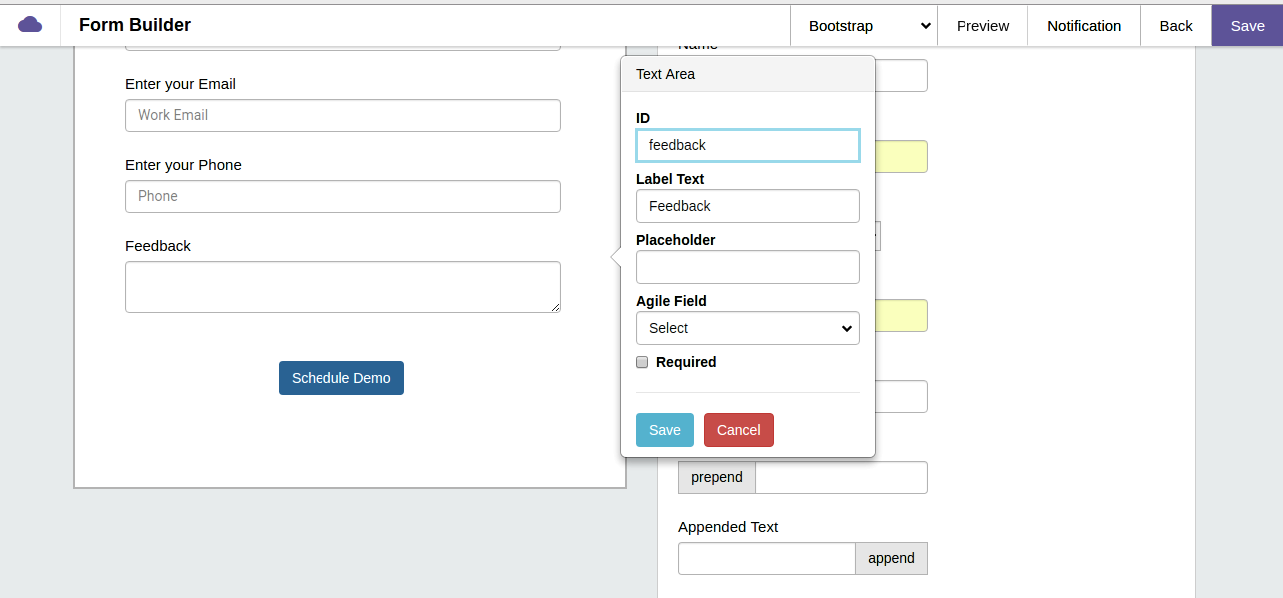 Form Builder
Bootstrap
Preview
Notification
Back
Save
Enter your Email
Work Email
Enter your Phone
Phone
Feedback
Schedule Demo
Name
Text Area
ID
feedback
Label Text
Feedback
Placeholder
Agile Field
Select
Required
Save
Cancel
prepend
Appended Text
append